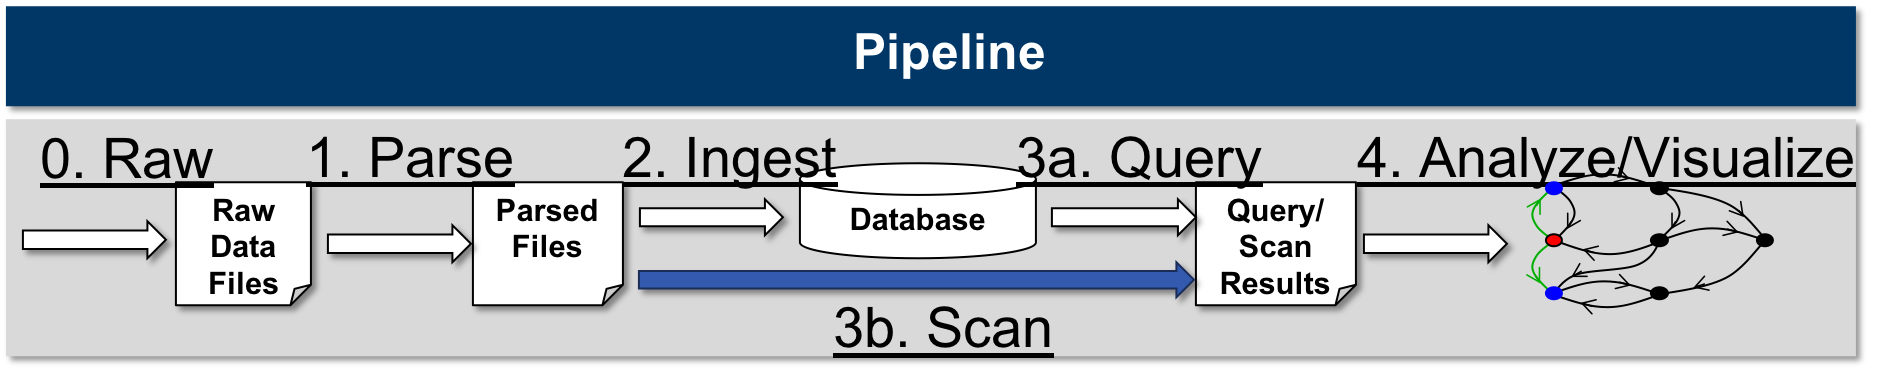 Pipeline
0. Raw
1. Parse
2. Ingest
3a. Query
4. Analyze/Visualize
Raw
Data
Files
Parsed
Files
Database
Query/
Scan
Results
3b. Scan